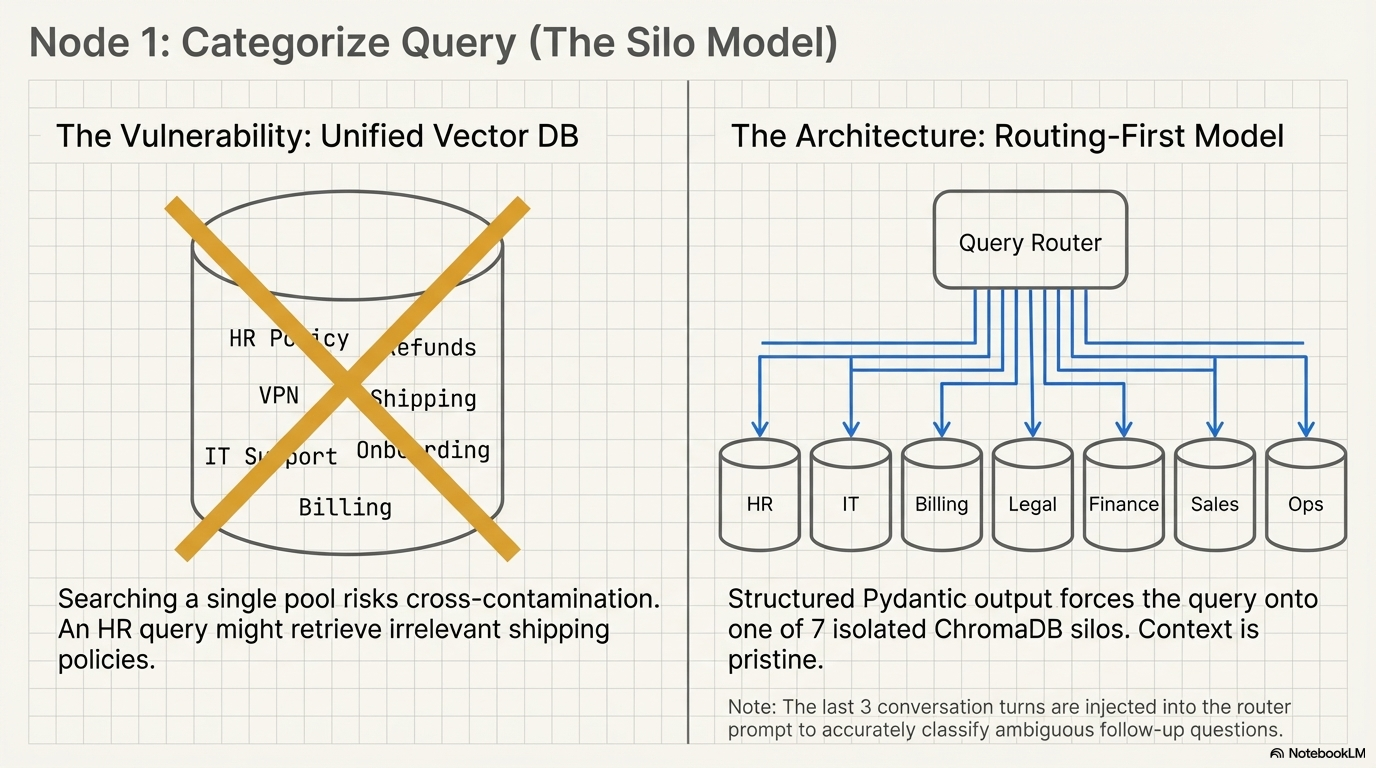 Node 1: Categorize Query (The Silo Model)
The Vulnerability: Unified Vector DB
HR Policy
Refunds
VPN
Shipping
IT Support
Onboarding
Billing
Searching a single pool risks cross-contamination.
An HR query might retrieve irrelevant shipping
policies.
The Architecture: Routing-First Model
Query Router
HR
IT
Billing
Legal
Finance
Sales
Ops
Structured Pydantic output forces the query onto
one of 7 isolated ChromaDB silos. Context is
pristine.
Note: The last 3 conversation turns are injected into the router
prompt to accurately classify ambiguous follow-up questions.
NotebookLM